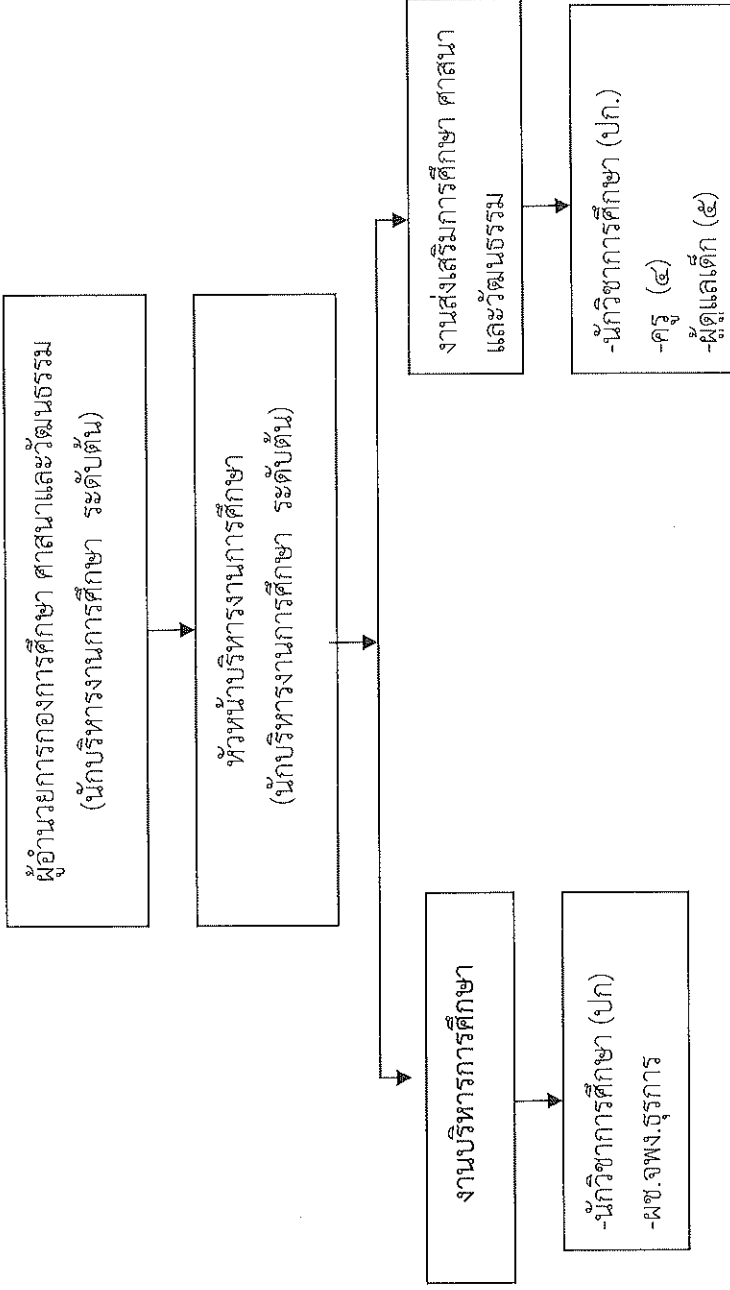 ผู้อำนวยการกองการศึกษา ศาสนาและวัฒนธรรม
(นักบริหารงานการศึกษา ระดับต้น)
หัวหน้าบริหารงานการศึกษา
(นักบริหารงานการศึกษา ระดับต้น)
งานบริหารการศึกษา
-นักวิชาการศึกษา (ปก)
-ผช.จพง.ธุรการ
งานส่งเสริมการศึกษา ศาสนา
และวัฒนธรรม
-นักวิชาการศึกษา (ปก.)
-ครู (๔)
-ผู้ดูแลเด็ก (๕)